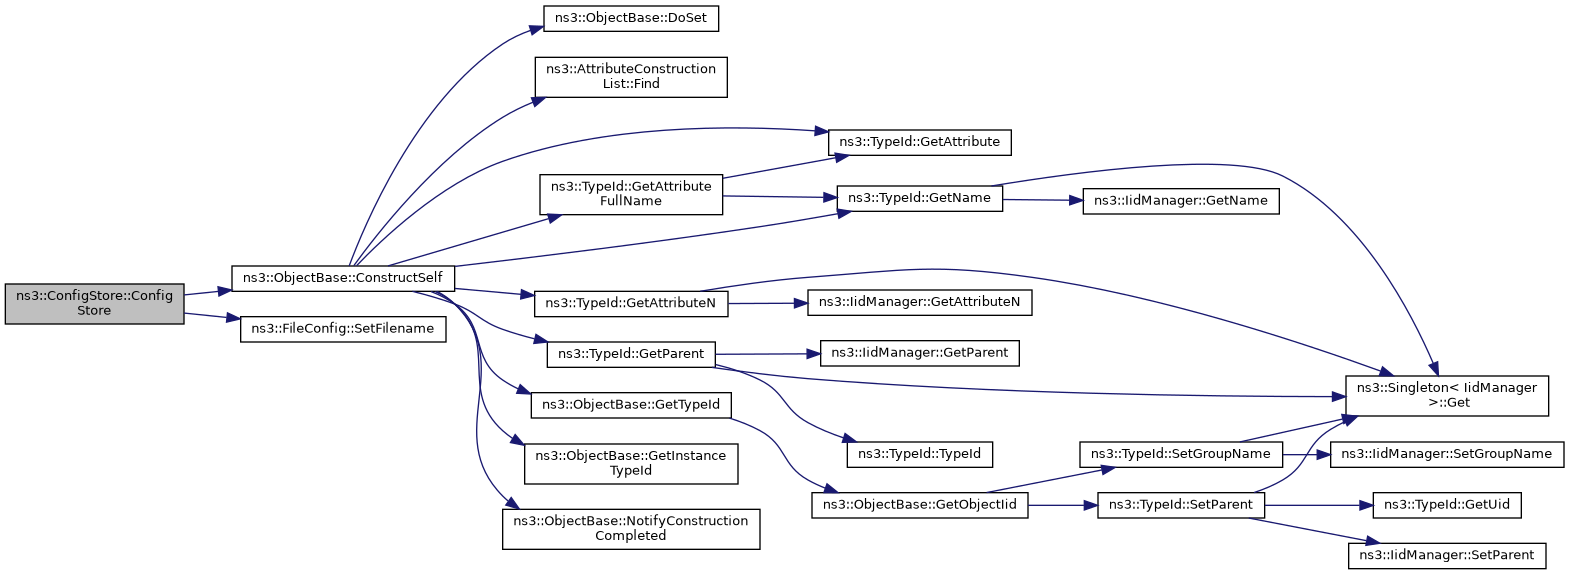 ns3::ObjectBase::DoSet
ns3::AttributeConstruction
List::Find
ns3::TypeId::GetAttribute
ns3::TypeId::GetAttribute
FullName
ns3::TypeId::GetName
ns3::IidManager::GetName
ns3::ObjectBase::ConstructSelf
ns3::ConfigStore::Config
Store
ns3::FileConfig::SetFilename
ns3::TypeId::GetAttributeN
ns3::IidManager::GetAttributeN
ns3::TypeId::GetParent
ns3::IidManager::GetParent
ns3::Singleton< IidManager
>::Get
ns3::ObjectBase::GetTypeId
ns3::ObjectBase::GetInstance
TypeId
ns3::TypeId::TypeId
ns3::TypeId::SetGroupName
ns3::IidManager::SetGroupName
ns3::ObjectBase::GetObjectIid
ns3::TypeId::SetParent
ns3::TypeId::GetUid
ns3::ObjectBase::NotifyConstruction
Completed
ns3::IidManager::SetParent